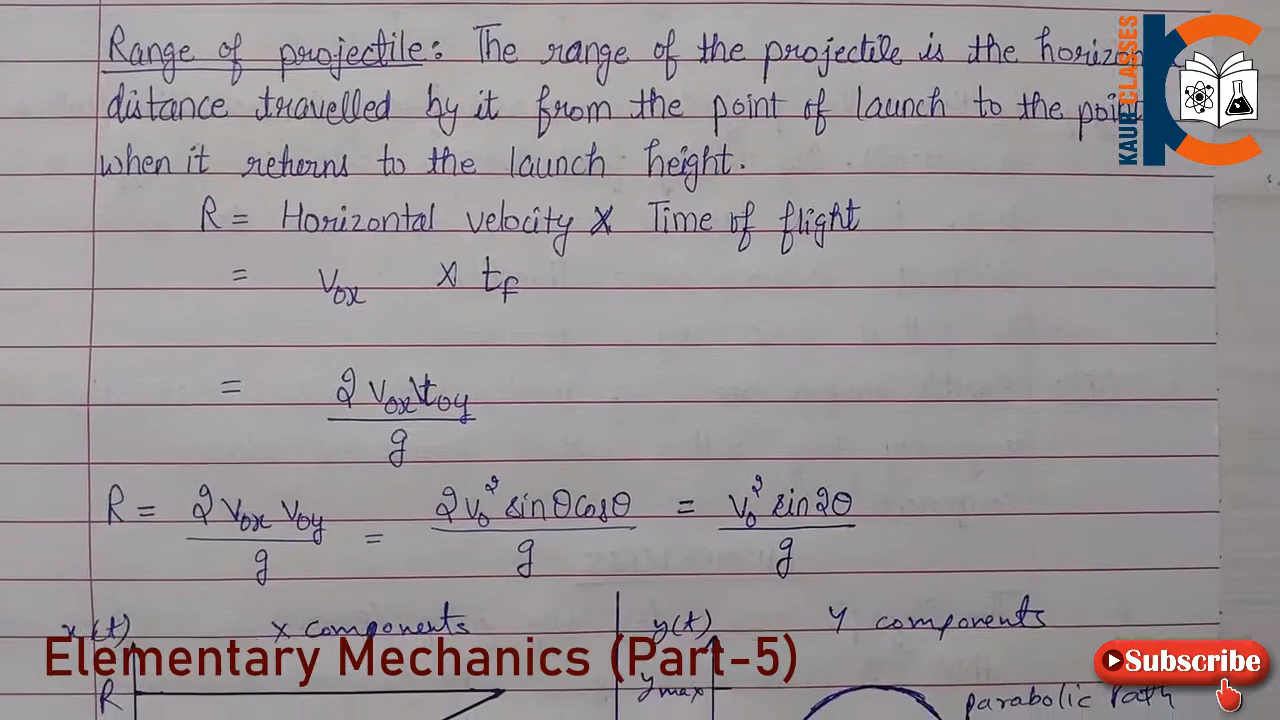 Range of projectile: The range of the projectile is the horizon
distance travelled by it from the point of launch to the point
when it returns to the launch height.
R = Horizontal velocity X Time of flight
= v₀ₓ × t_f
= 2 v₀ₓ v₀y / g
R = 2 v₀ₓ v₀y / g = 2 v₀² sinθ cosθ / g = v₀² sin2θ / g
x(t) X components y(t) Y components
R ymax parabolic path
KAUR CLASSES
Elementary Mechanics (Part-5)
Subscribe